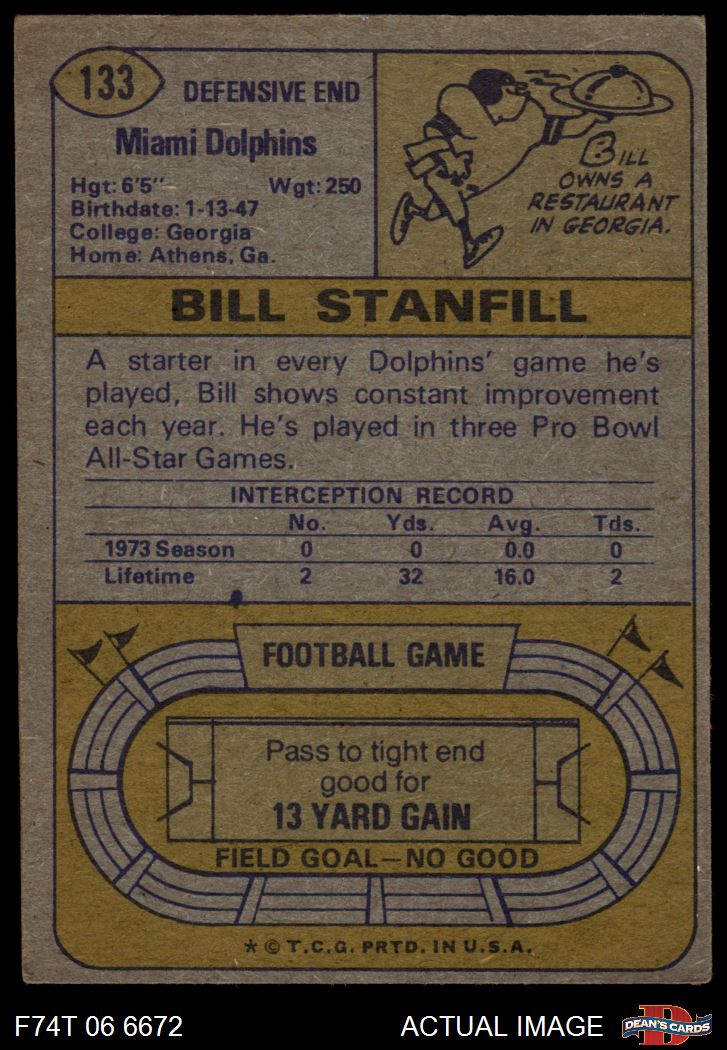 133
DEFENSIVE END
Miami Dolphins
Hgt: 6'5" Wgt: 250
Birthdate: 1-13-47
College: Georgia
Home: Athens, Ga.
BILL
OWNS A
RESTAURANT
IN GEORGIA.
BILL STANFILL
A starter in every Dolphins' game he's
played, Bill shows constant improvement
each year. He's played in three Pro Bowl
All-Star Games.
INTERCEPTION RECORD
No. Yds. Avg. Tds.
1973 Season 0 0 0.0 0
Lifetime 2 32 16.0 2
FOOTBALL GAME
Pass to tight end
good for
13 YARD GAIN
FIELD GOAL—NO GOOD
* © T.C.G. PRTD. IN U.S.A.
F74T 06 6672 ACTUAL IMAGE
D
DEAN'S CARDS